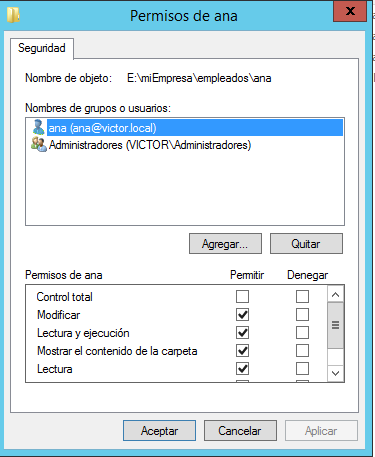 Permisos de ana
Seguridad
Nombre de objeto: E:\miEmpresa\empleados\ana
Nombres de grupos o usuarios:
ana (ana@victor.local)
Administradores (VICTOR\Administradores)
Agregar...
Quitar
Permisos de ana Permitir Denegar
Control total
Modificar
Lectura y ejecución
Mostrar el contenido de la carpeta
Lectura
Aceptar
Cancelar
Aplicar